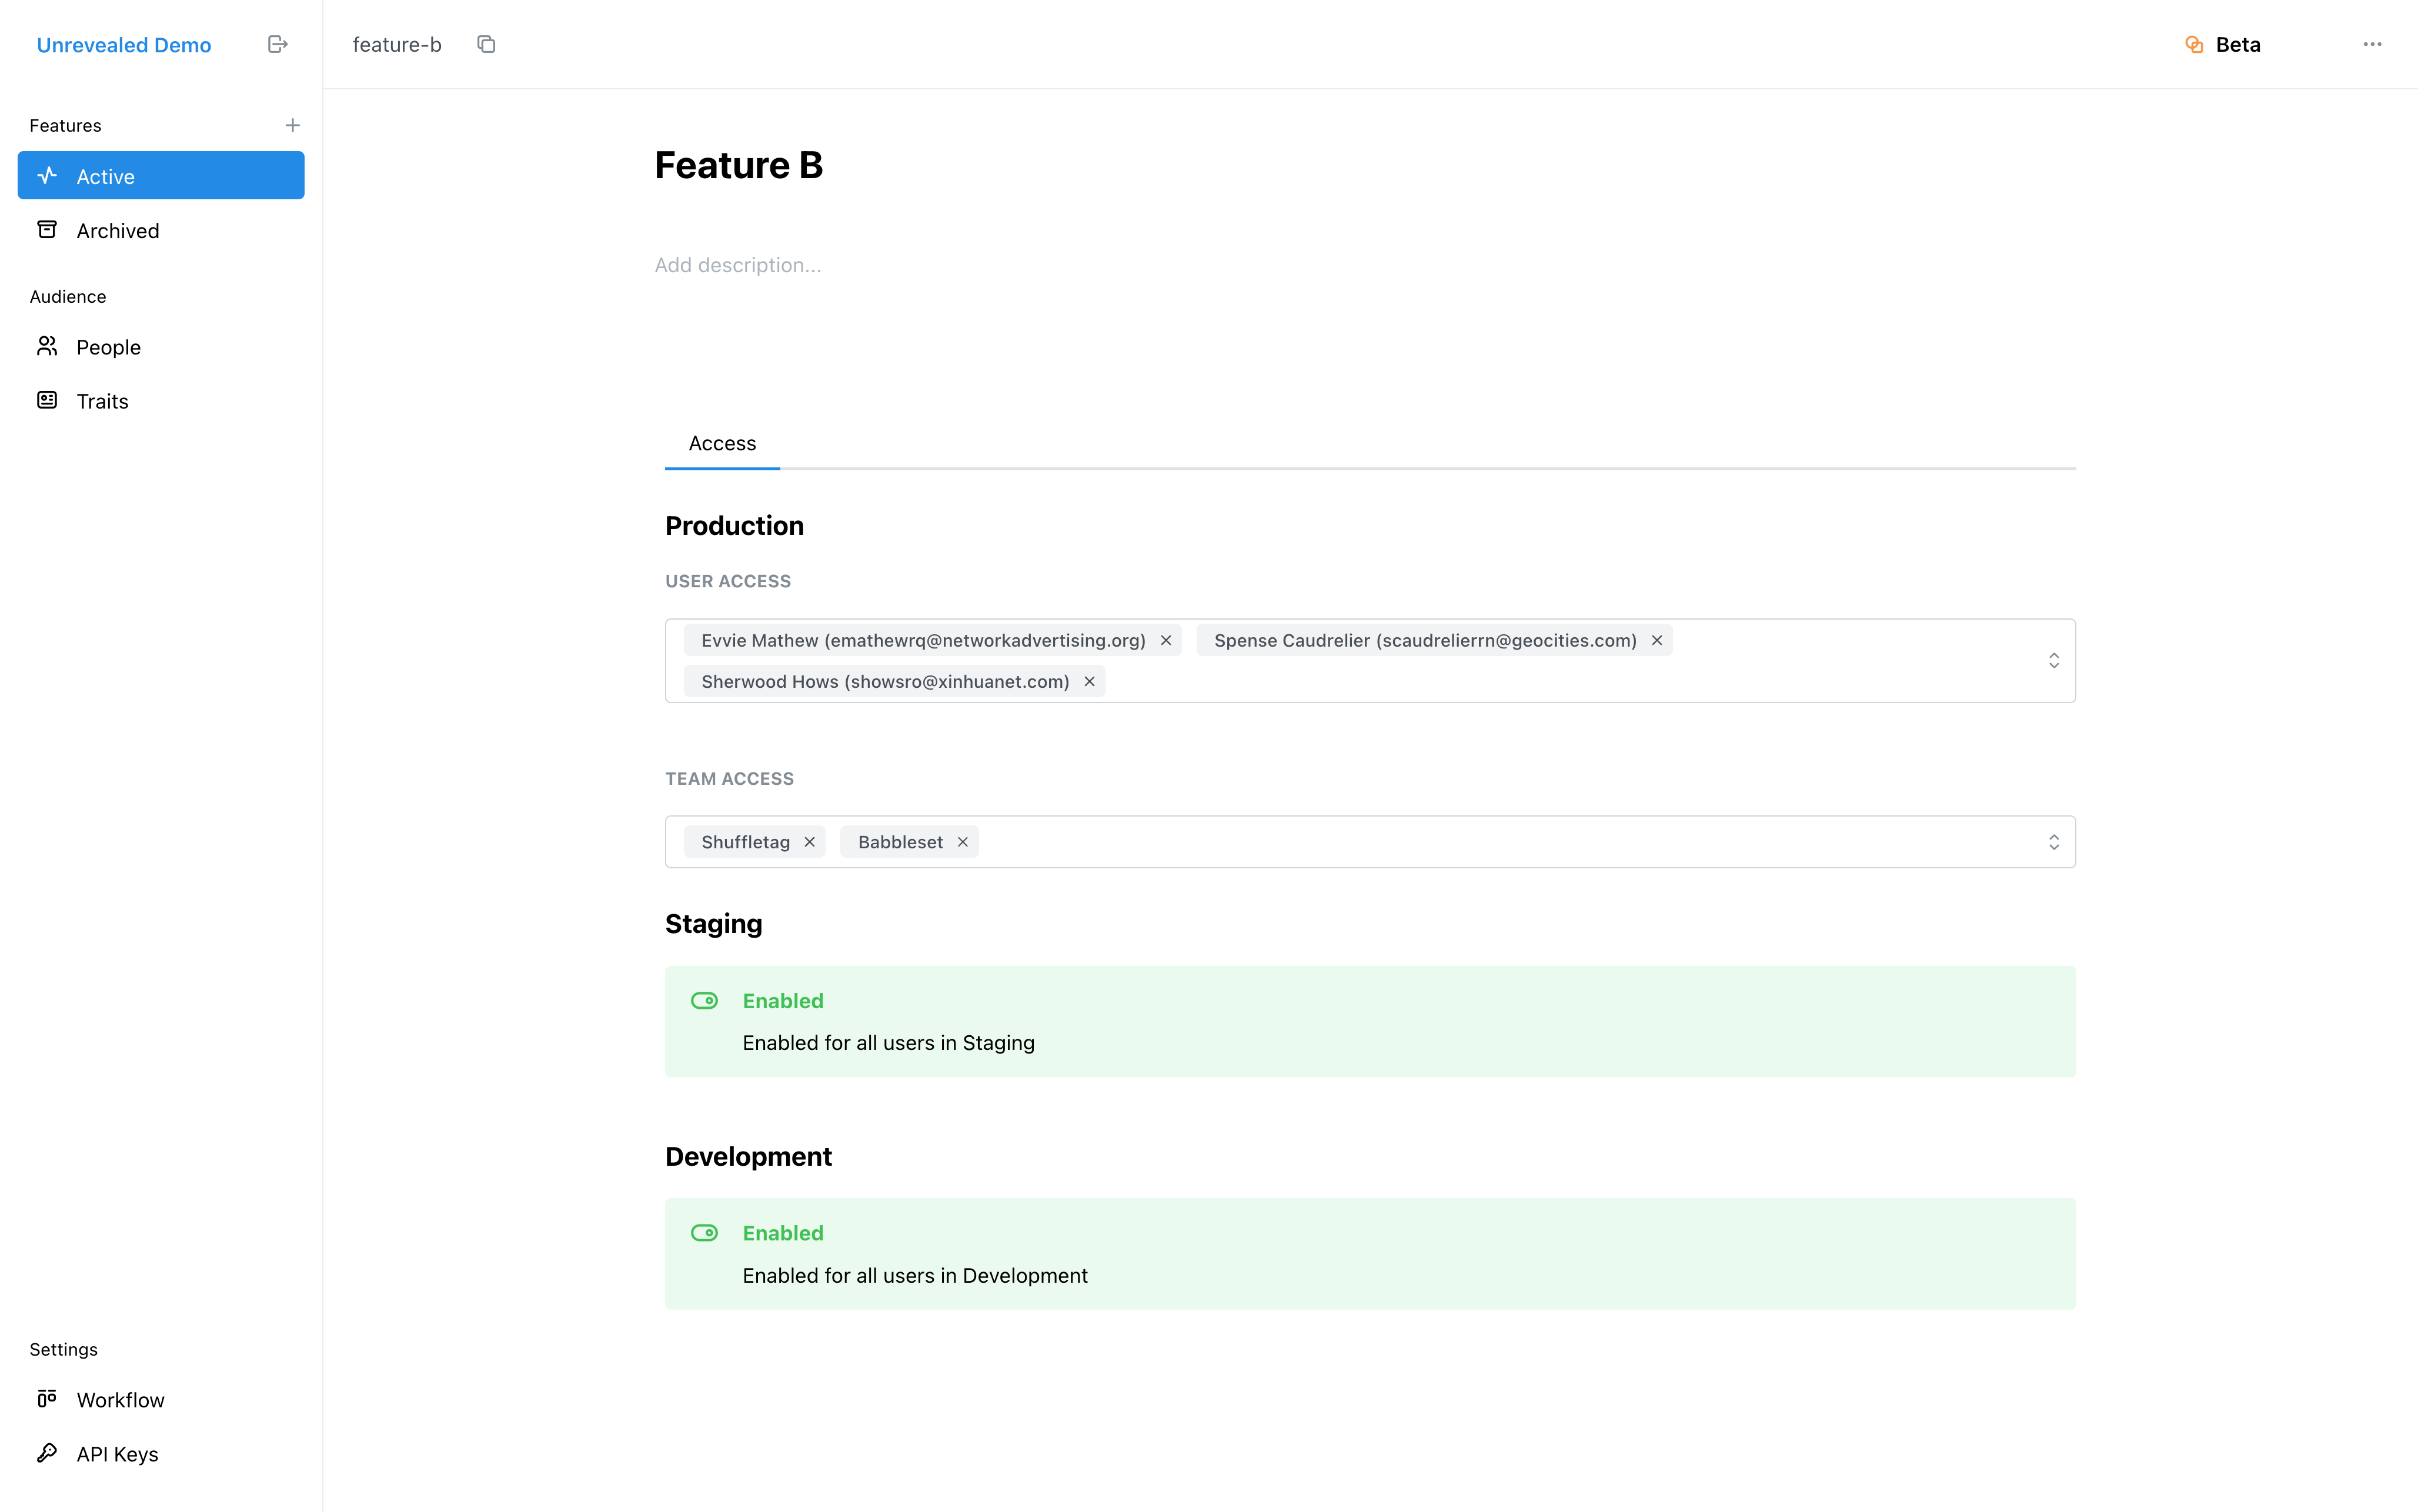 Unrevealed Demo
Features
Active
Archived
Audience
People
Traits
Settings
Workflow
API Keys
feature-b
Beta
Feature B
Add description...
Access
Production
USER ACCESS
Evvie Mathew (emathewrq@networkadvertising.org)
Spense Caudrelier (scaudrelierrn@geocities.com)
Sherwood Hows (showsro@xinhuanet.com)
TEAM ACCESS
Shuffletag
Babbleset
Staging
Enabled
Enabled for all users in Staging
Development
Enabled
Enabled for all users in Development